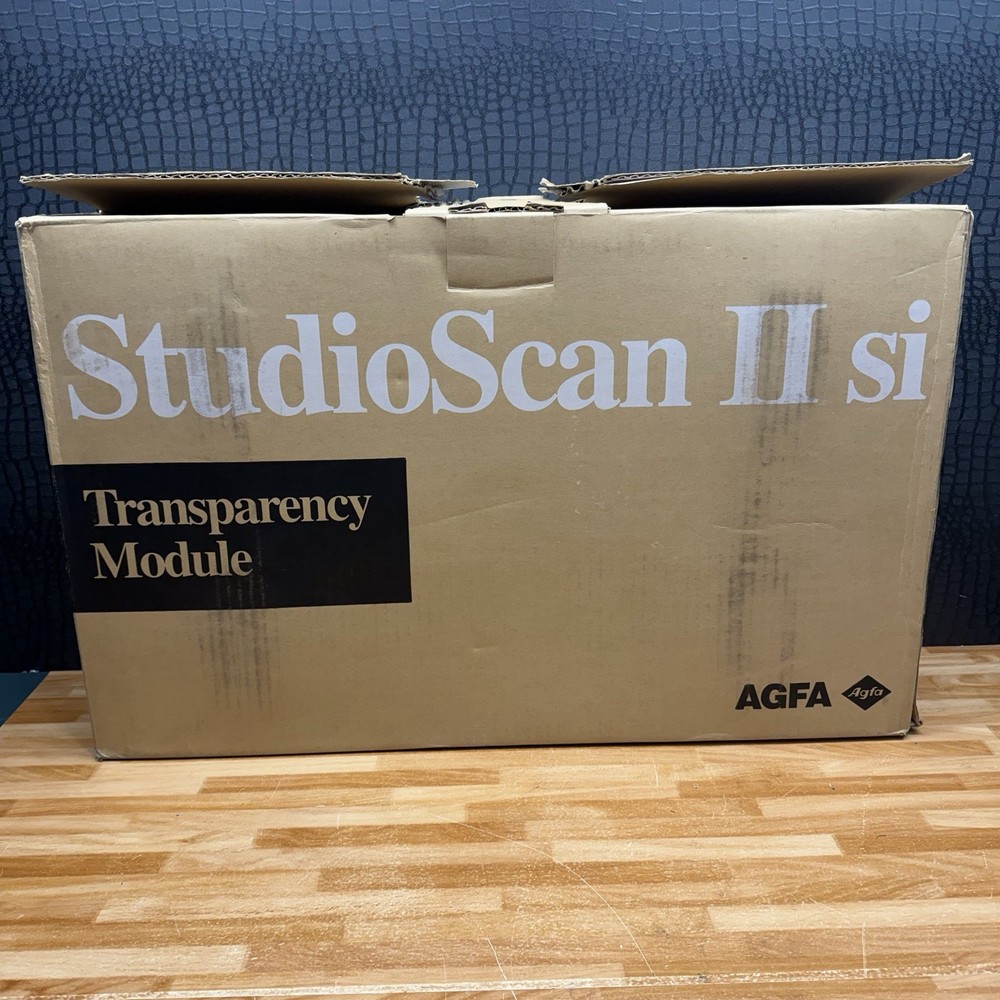 StudioScan II si
Transparency
Module
AGFA Agfa